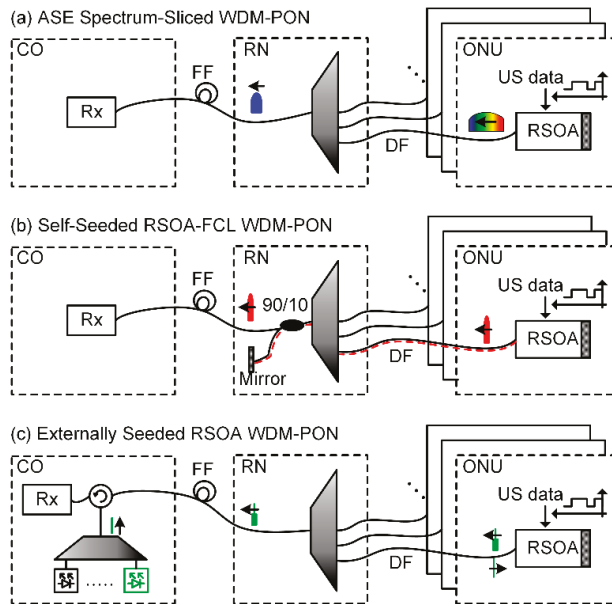 (a) ASE Spectrum-Sliced WDM-PON
CO
FF
RN
ONU
US data
Rx
RSOA
DF
(b) Self-Seeded RSOA-FCL WDM-PON
CO
FF
RN
ONU
90/10
US data
Rx
RSOA
Mirror
DF
(c) Externally Seeded RSOA WDM-PON
CO
FF
RN
ONU
Rx
US data
RSOA
DF
.....